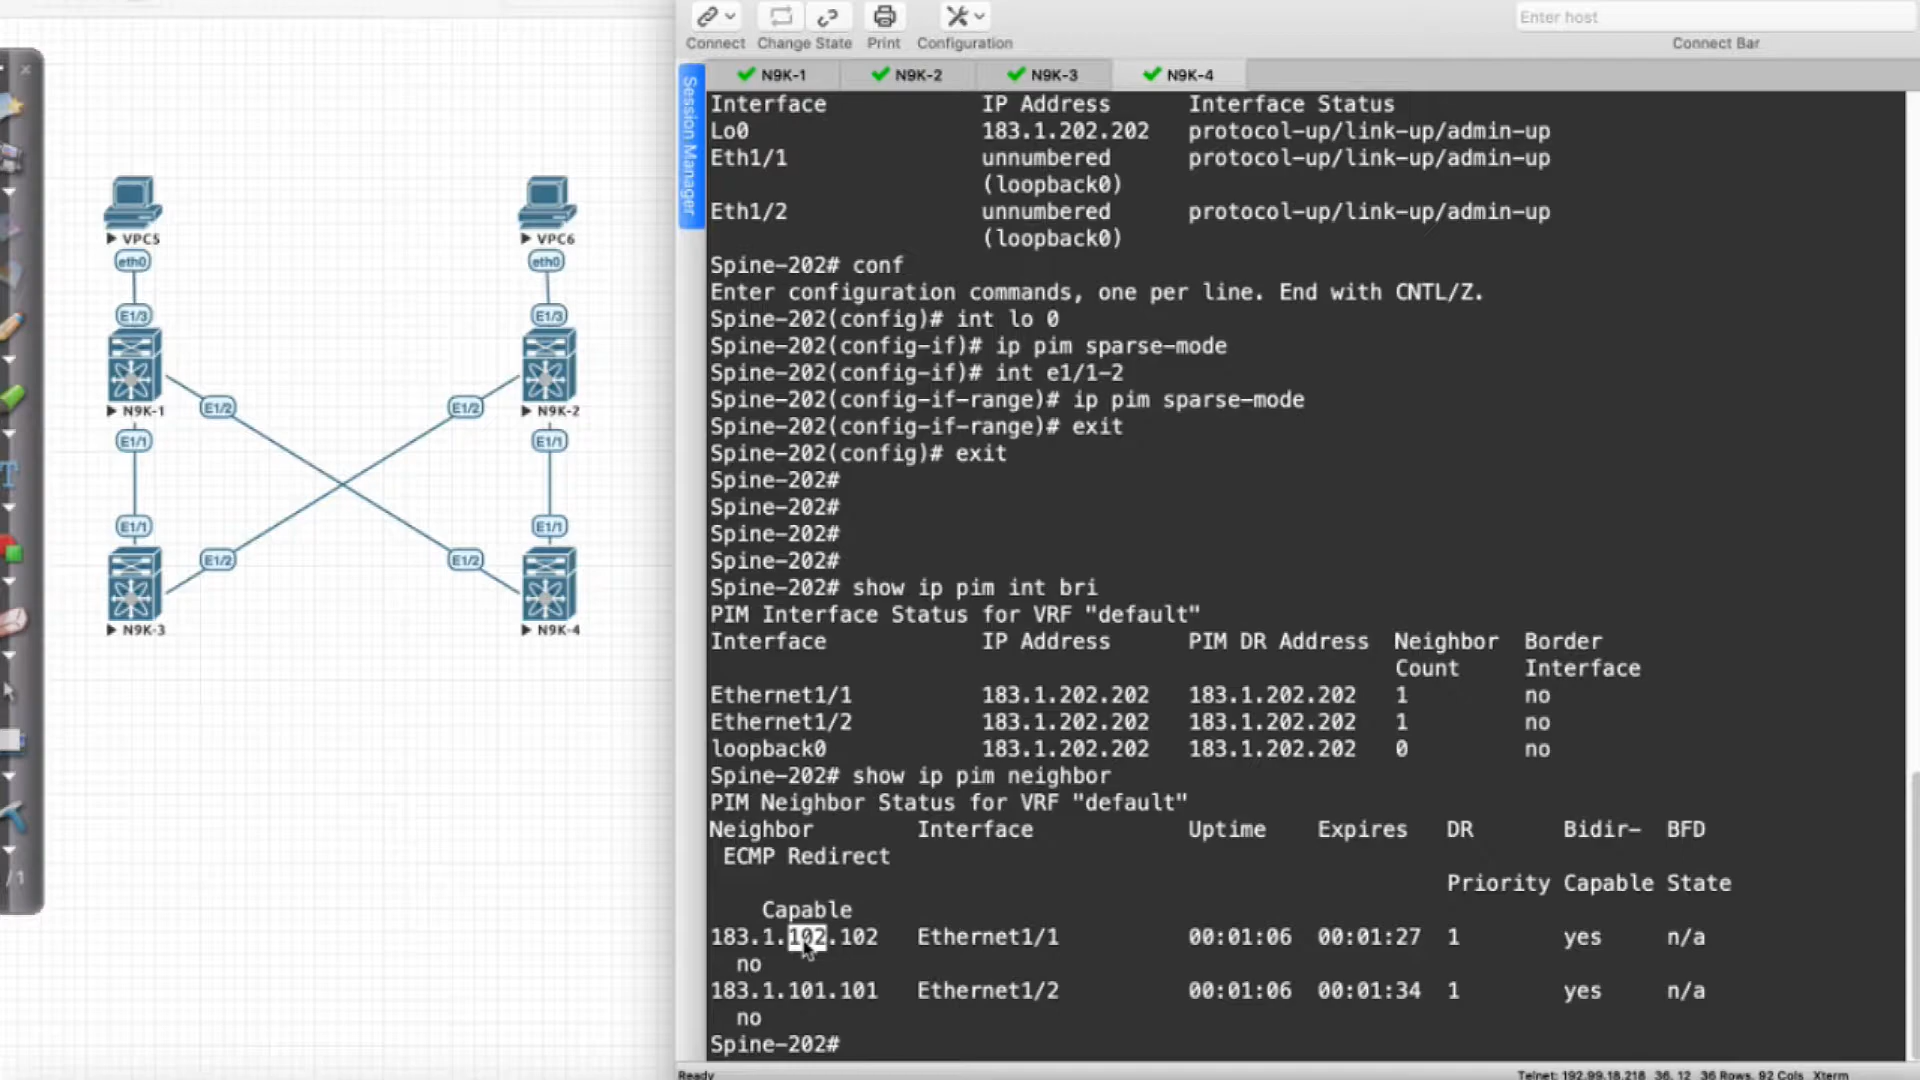 Connect Change State Print Configuration
Enter host
Connect Bar
N9K-1 N9K-2 N9K-3 N9K-4
Session Manager
VPC5
eth0
E1/3
N9K-1
E1/2
E1/1
VPC6
eth0
E1/3
N9K-2
E1/2
E1/1
E1/1
E1/2
N9K-3
E1/1
E1/2
N9K-4
T
/1
Interface IP Address Interface Status
Lo0 183.1.202.202 protocol-up/link-up/admin-up
Eth1/1 unnumbered protocol-up/link-up/admin-up
(loopback0)
Eth1/2 unnumbered protocol-up/link-up/admin-up
(loopback0)
Spine-202# conf
Enter configuration commands, one per line. End with CNTL/Z.
Spine-202(config)# int lo 0
Spine-202(config-if)# ip pim sparse-mode
Spine-202(config-if)# int e1/1-2
Spine-202(config-if-range)# ip pim sparse-mode
Spine-202(config-if-range)# exit
Spine-202(config)# exit
Spine-202#
Spine-202#
Spine-202#
Spine-202#
Spine-202# show ip pim int bri
PIM Interface Status for VRF "default"
Interface IP Address PIM DR Address Neighbor Border
Count Interface
Ethernet1/1 183.1.202.202 183.1.202.202 1 no
Ethernet1/2 183.1.202.202 183.1.202.202 1 no
loopback0 183.1.202.202 183.1.202.202 0 no
Spine-202# show ip pim neighbor
PIM Neighbor Status for VRF "default"
Neighbor Interface Uptime Expires DR Bidir- BFD
ECMP Redirect
Priority Capable State
Capable
183.1.102.102 Ethernet1/1 00:01:06 00:01:27 1 yes n/a
no
183.1.101.101 Ethernet1/2 00:01:06 00:01:34 1 yes n/a
no
Spine-202#
Ready Telnet: 192.99.18.218 36, 12 36 Rows, 92 Cols Xterm